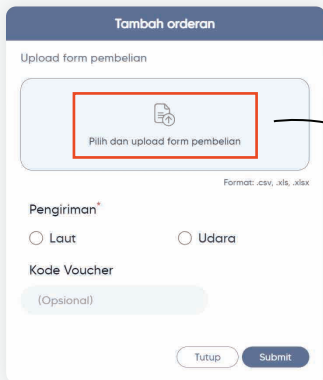 Tambah orderan
Upload form pembelian
Pilih dan upload form pembelian
Format: .csv, .xls, .xlsx
Pengiriman*
Laut Udara
Kode Voucher
(Opsional)
Tutup Submit